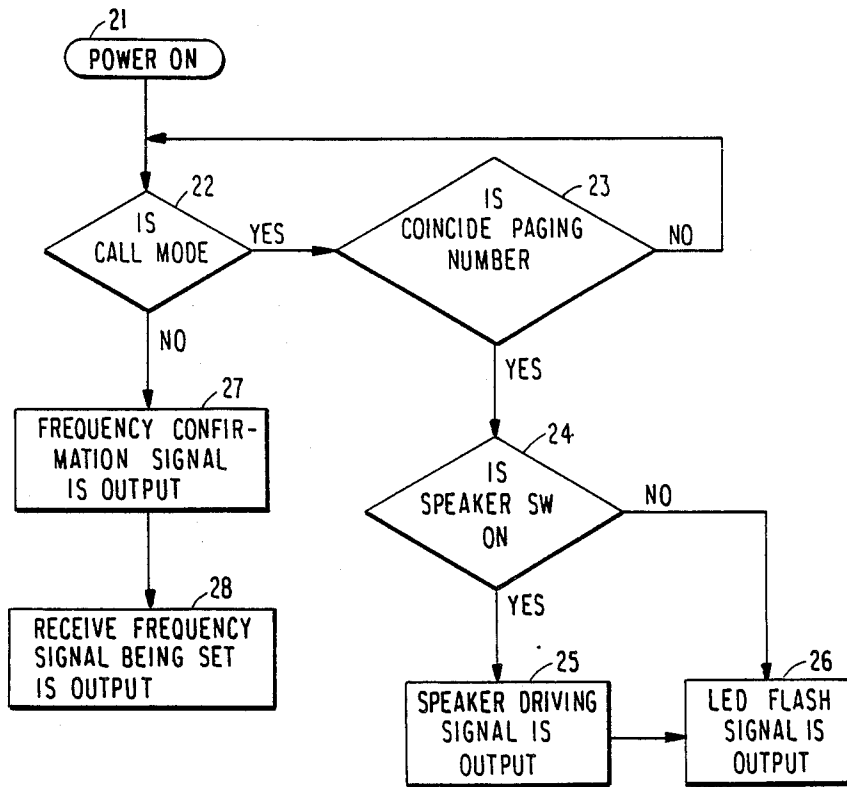 21
POWER ON
22
IS
CALL MODE
YES
NO
23
IS
COINCIDE PAGING
NUMBER
NO
YES
27
FREQUENCY CONFIR-
MATION SIGNAL
IS OUTPUT
24
IS
SPEAKER SW
ON
NO
YES
28
RECEIVE FREQUENCY
SIGNAL BEING SET
IS OUTPUT
25
SPEAKER DRIVING
SIGNAL IS
OUTPUT
26
LED FLASH
SIGNAL IS
OUTPUT